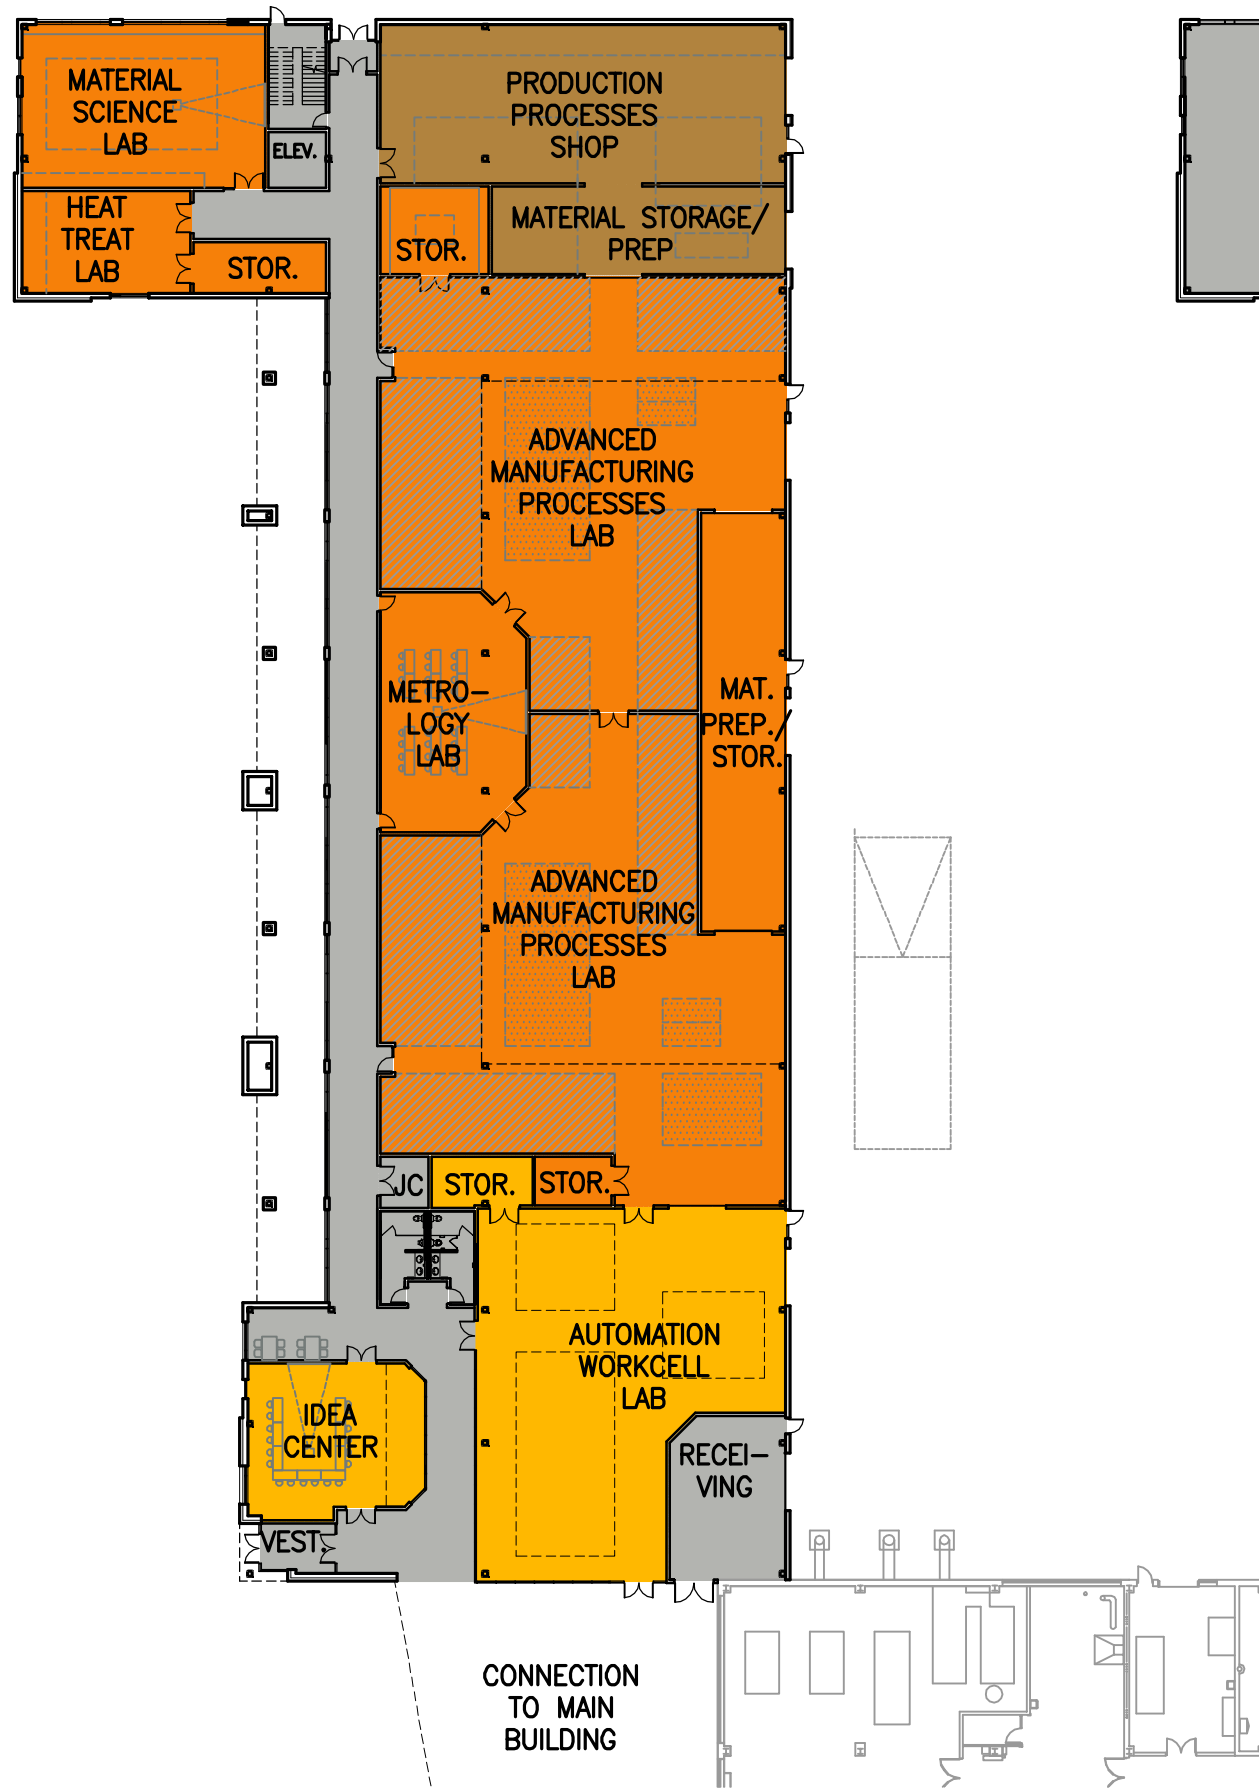 MATERIAL
SCIENCE
LAB
ELEV.
PRODUCTION
PROCESSES
SHOP
HEAT
TREAT
LAB
STOR.
STOR.
MATERIAL STORAGE/
PREP
ADVANCED
MANUFACTURING
PROCESSES
LAB
METRO-
LOGY
LAB
MAT.
PREP./
STOR.
ADVANCED
MANUFACTURING
PROCESSES
LAB
JC
STOR.
STOR.
AUTOMATION
WORKCELL
LAB
IDEA
CENTER
RECEI-
VING
VEST.
CONNECTION
TO MAIN
BUILDING